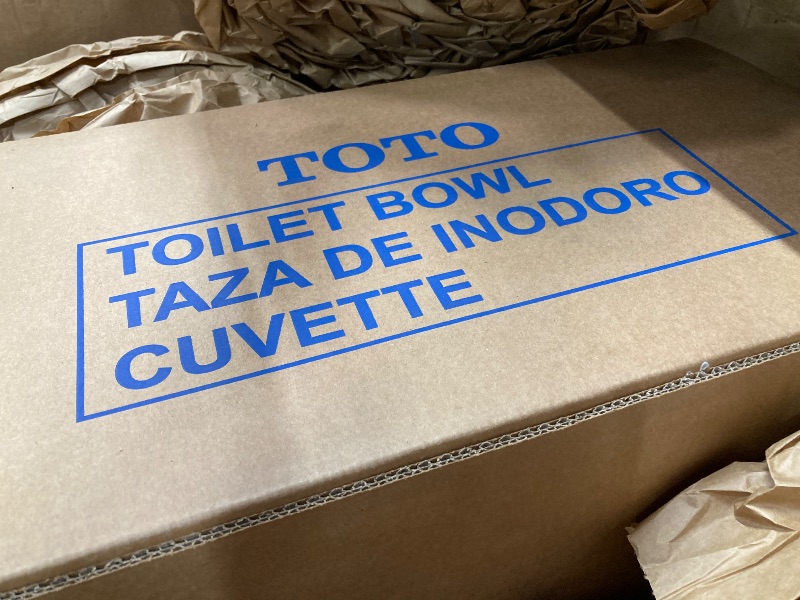 TOTO
TOILET BOWL
TAZA DE INODORO
CUVETTE